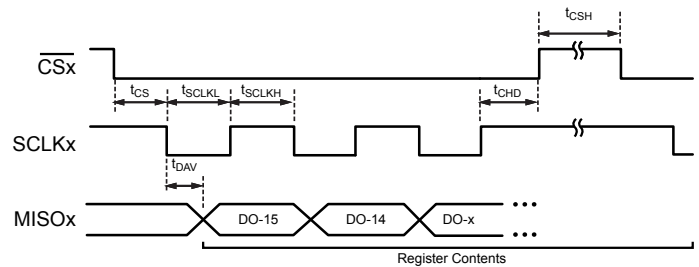 tCSH
CSx
tCS tSCLKL tSCLKH tCHD
SCLKx
tDAV
MISOx DO-15 DO-14 DO-x •••
•••
Register Contents